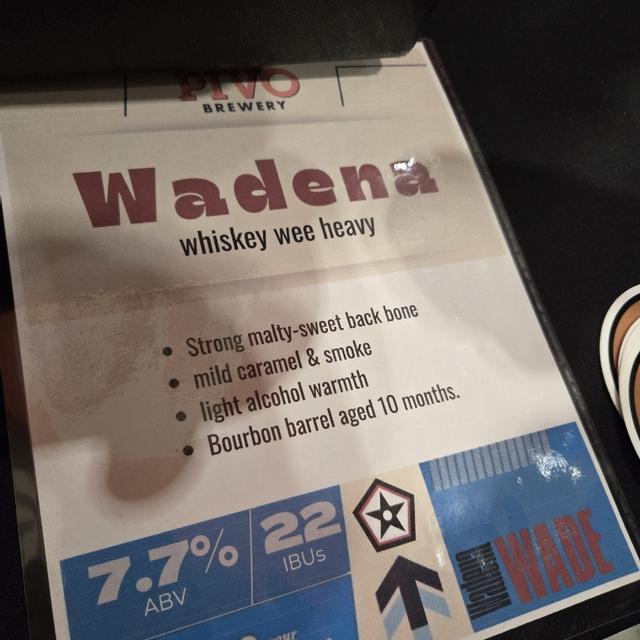 PIVO
BREWERY
Wadena
whiskey wee heavy
• Strong malty-sweet back bone
• mild caramel & smoke
• light alcohol warmth
• Bourbon barrel aged 10 months.
7.7%
ABV
22
IBUs
WADE
your